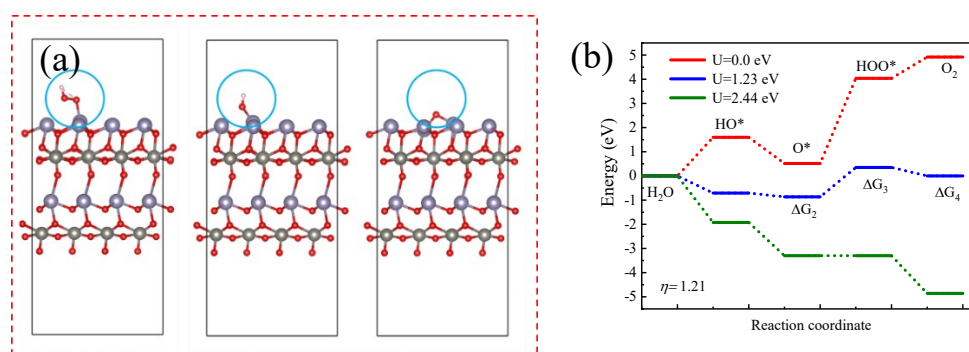 (a)
(b)
Energy (eV)
5
4
3
2
1
0
-1
-2
-3
-4
-5
U=0.0 eV
U=1.23 eV
U=2.44 eV
H₂O
HO*
O*
HOO*
O₂
ΔG₂
ΔG₃
ΔG₄
η=1.21
Reaction coordinate